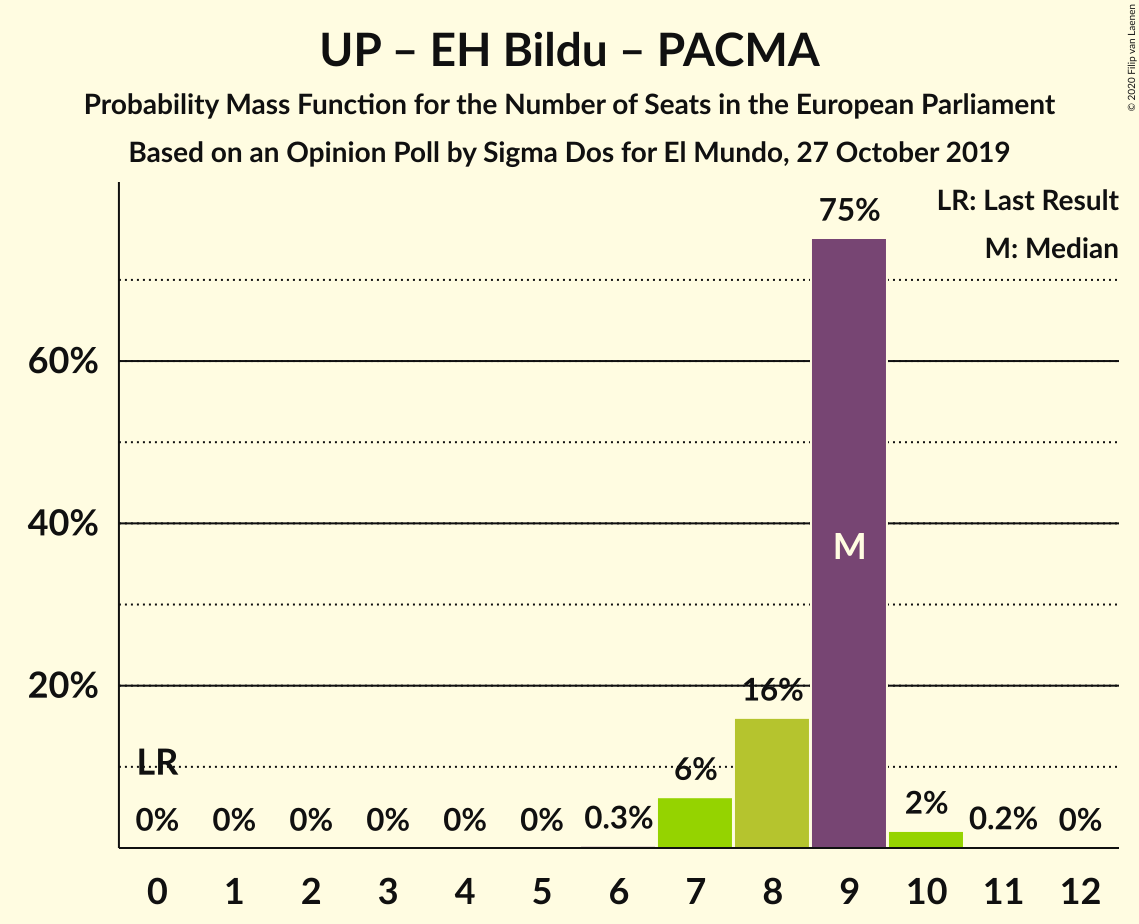 UP – EH Bildu – PACMA
Probability Mass Function for the Number of Seats in the European Parliament
Based on an Opinion Poll by Sigma Dos for El Mundo, 27 October 2019
© 2020 Filip van Laenen
LR: Last Result
M: Median
75%
60%
40%
M
20%
16%
LR
6%
0% 0% 0% 0% 0% 0% 0.3% 2% 0.2% 0%
0 1 2 3 4 5 6 7 8 9 10 11 12